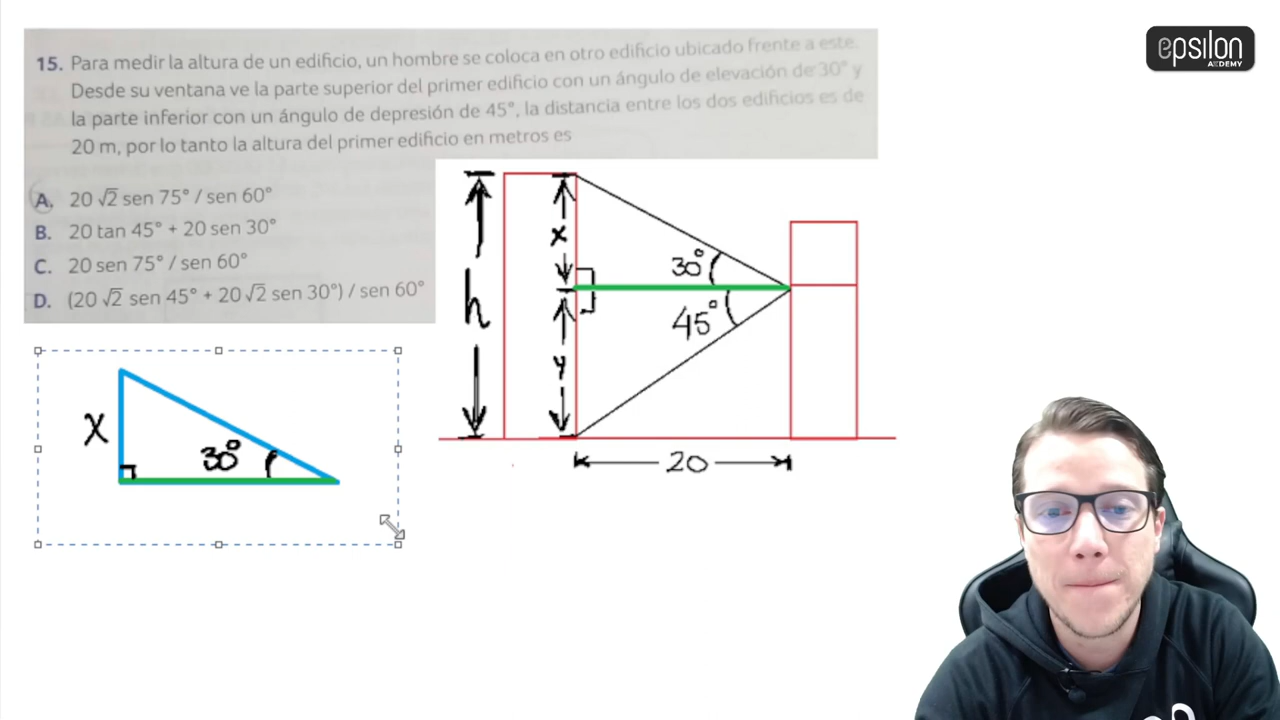 epsilon
ACADEMY
15. Para medir la altura de un edificio, un hombre se coloca en otro edificio ubicado frente a este.
Desde su ventana ve la parte superior del primer edificio con un ángulo de elevación de 30° y
la parte inferior con un ángulo de depresión de 45°, la distancia entre los dos edificios es de
20 m, por lo tanto la altura del primer edificio en metros es
A. 20 √2 sen 75° / sen 60°
B. 20 tan 45° + 20 sen 30°
C. 20 sen 75° / sen 60°
D. (20 √2 sen 45° + 20 √2 sen 30°) / sen 60°
x
30°
h
45°
y
20
x
30°